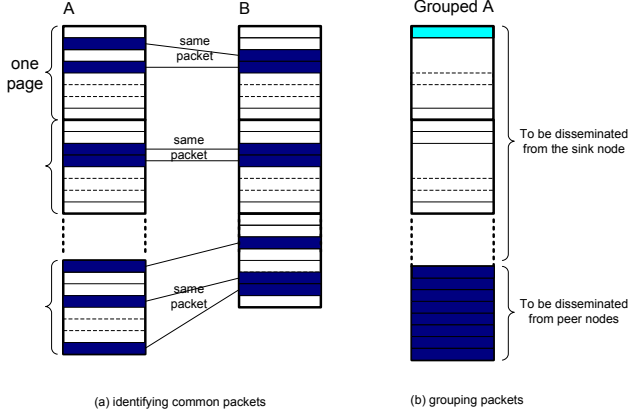 A
B
Grouped A
same
packet
one
page
same
packet
To be disseminated
from the sink node
same
packet
To be disseminated
from peer nodes
(a) identifying common packets
(b) grouping packets